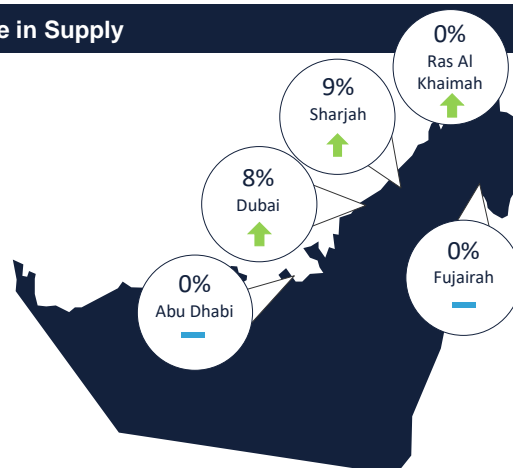 e in Supply
0%
Ras Al
Khaimah
9%
Sharjah
8%
Dubai
0%
Abu Dhabi
0%
Fujairah